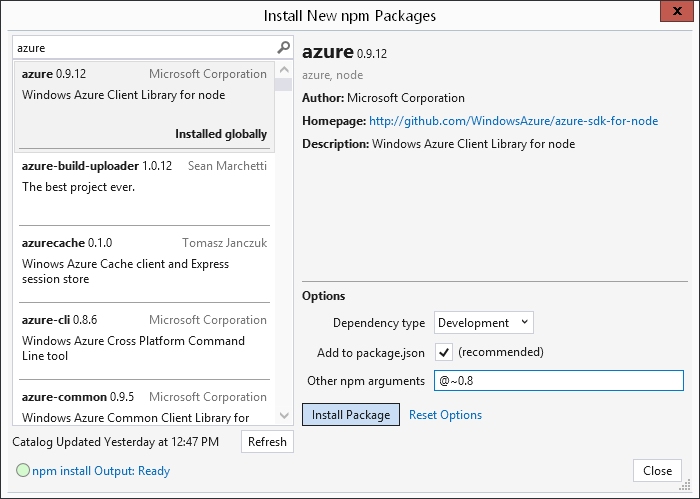 Install New npm Packages
x
azure
azure 0.9.12 Microsoft Corporation
Windows Azure Client Library for node
Installed globally
azure-build-uploader 1.0.12 Sean Marchetti
The best project ever.
azurecache 0.1.0 Tomasz Janczuk
Winows Azure Cache client and Express
session store
azure-cli 0.8.6 Microsoft Corporation
Windows Azure Cross Platform Command
Line tool
azure-common 0.9.5 Microsoft Corporation
Windows Azure Common Client Library for
Catalog Updated Yesterday at 12:47 PM Refresh
npm install Output: Ready
azure 0.9.12
azure, node
Author: Microsoft Corporation
Homepage: http://github.com/WindowsAzure/azure-sdk-for-node
Description: Windows Azure Client Library for node
Options
Dependency type Development
Add to package.json (recommended)
Other npm arguments @~0.8
Install Package Reset Options
Close